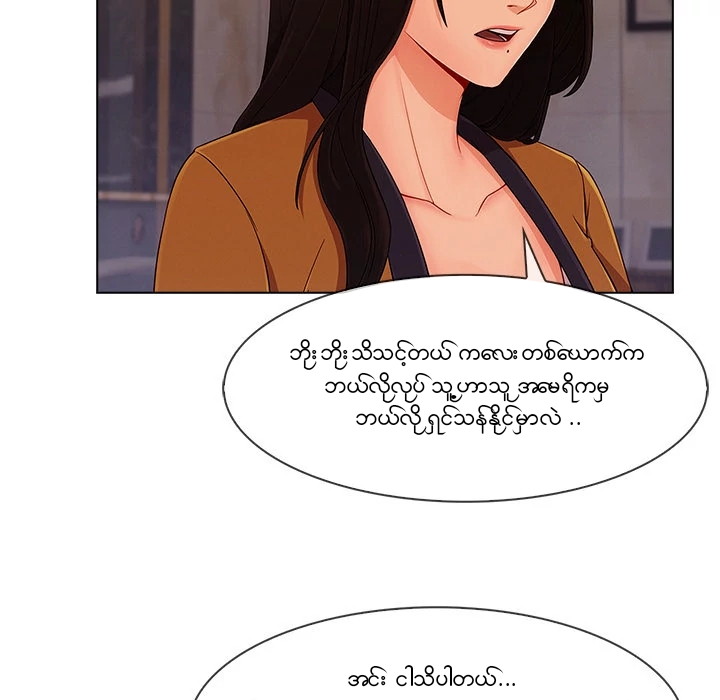 ဘိုးဘိုး သိသင့်တယ် ကလေးတစ်ယောက်က
ဘယ်လိုလုပ် သူ့ဟာသူ အမေရိကမှ
ဘယ်လို ရှင်သန်နိုင်မှာလဲ ..
အင်း ငါသိပါတယ်...